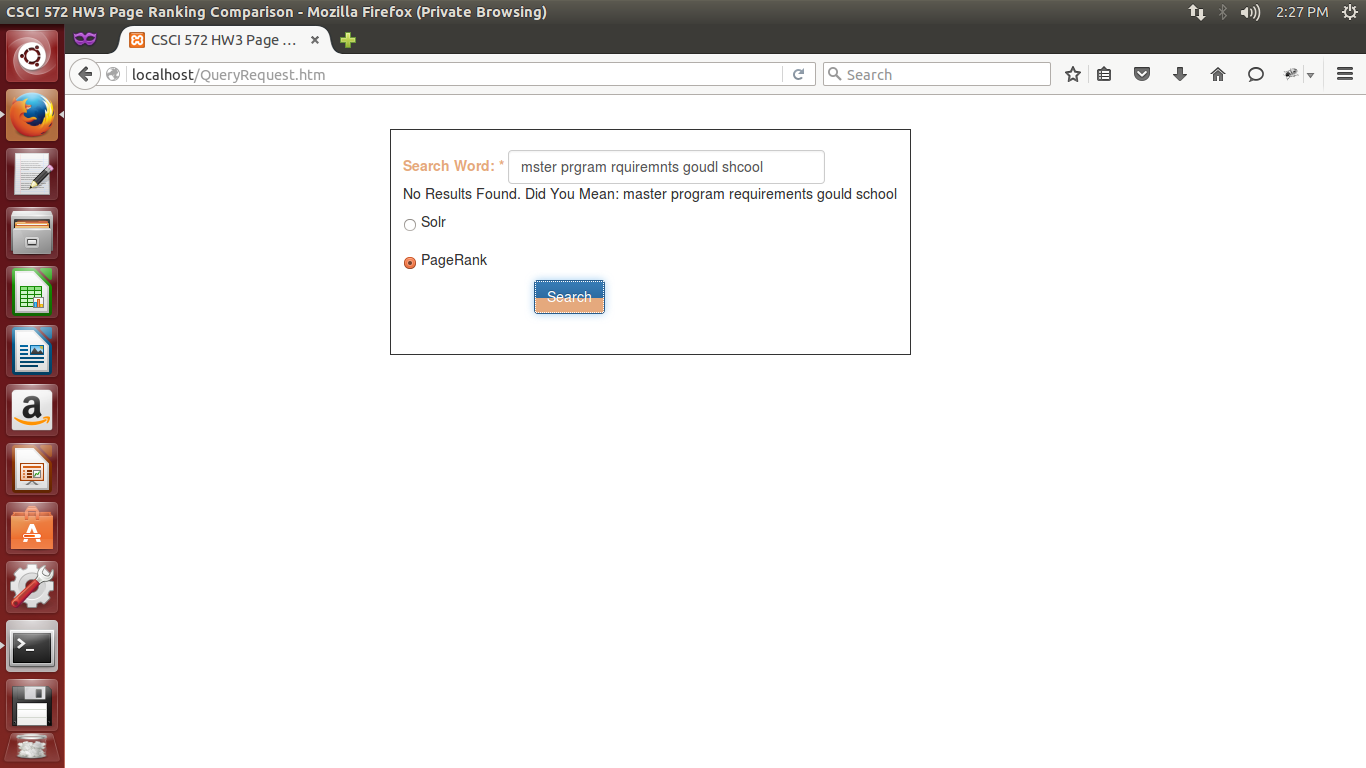 CSCI 572 HW3 Page Ranking Comparison - Mozilla Firefox (Private Browsing)
2:27 PM
CSCI 572 HW3 Page ...
localhost/QueryRequest.htm
Search
Search Word: * mster prgram rquiremnts goudl shcool
No Results Found. Did You Mean: master program requirements gould school
Solr
PageRank
Search